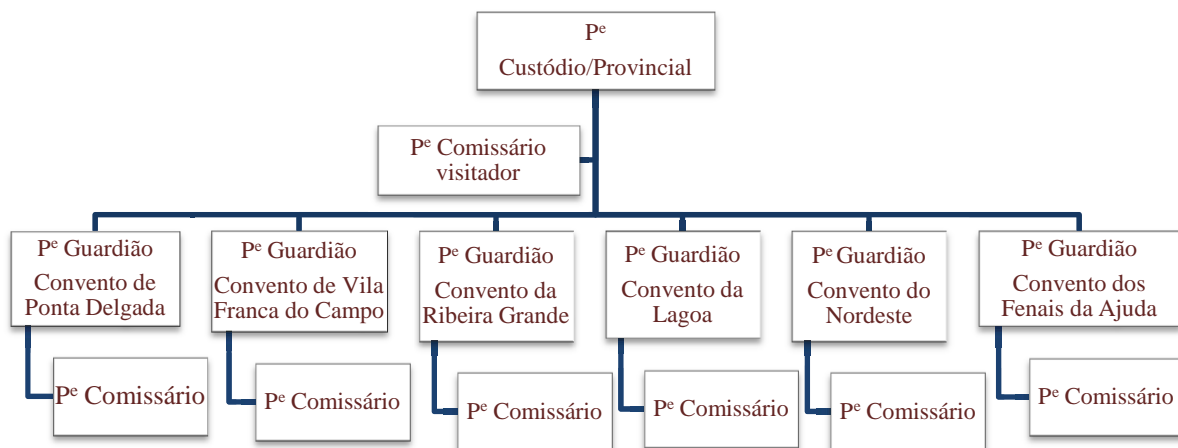 Pᵉ
Custódio/Provincial
Pᵉ Comissário
visitador
Pᵉ Guardião
Convento de
Ponta Delgada
Pᵉ Guardião
Convento de Vila
Franca do Campo
Pᵉ Guardião
Convento da
Ribeira Grande
Pᵉ Guardião
Convento da
Lagoa
Pᵉ Guardião
Convento do
Nordeste
Pᵉ Guardião
Convento dos
Fenais da Ajuda
Pᵉ Comissário
Pᵉ Comissário
Pᵉ Comissário
Pᵉ Comissário
Pᵉ Comissário
Pᵉ Comissário